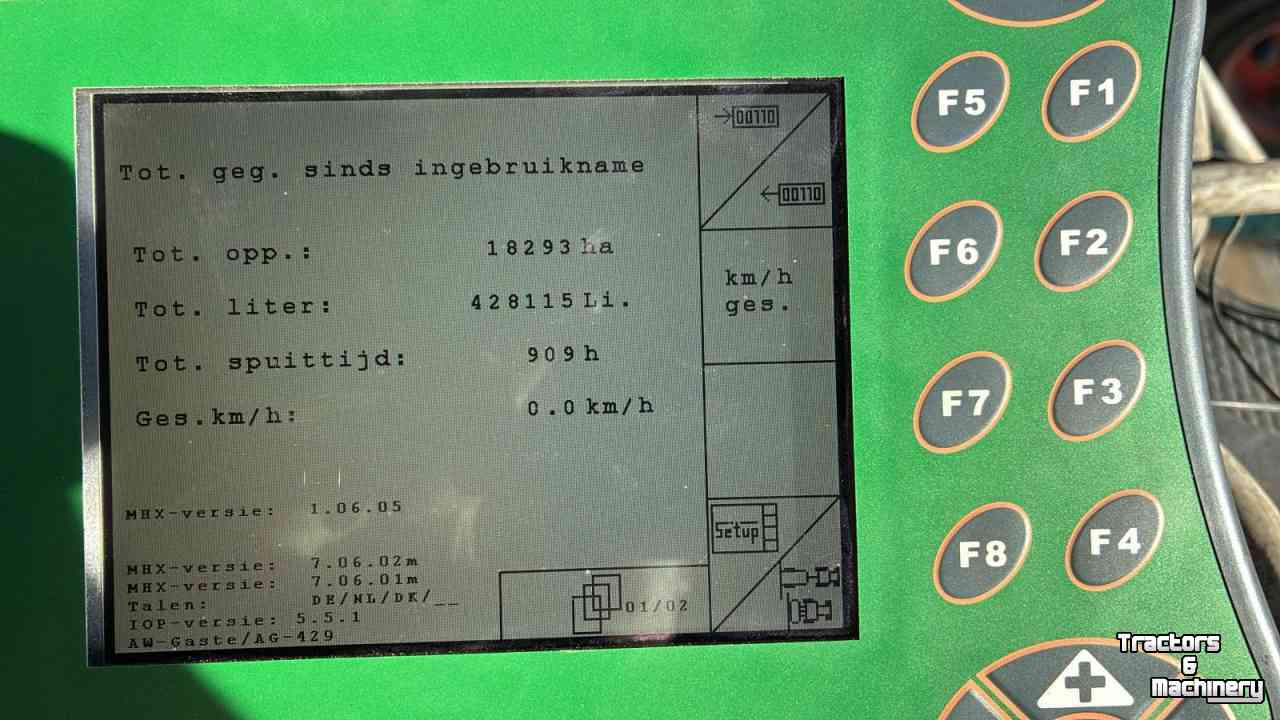 Tot. geg. sinds ingebruikname
Tot. opp.: 18293 ha
Tot. liter: 428115 Li.
Tot. spuittijd: 909 h
Ges.km/h: 0.0 km/h
MHX-versie: 1.06.05
MHX-versie: 7.06.02m
MHX-versie: 7.06.01m
Talen: DE/NL/DK/__
IOP-versie: 5.5.1
AW-Gaste/AG-429
01/02
00110
00110
km/h
ges.
Setup
F5 F1
F6 F2
F7 F3
F8 F4
Tractors
&
Machinery